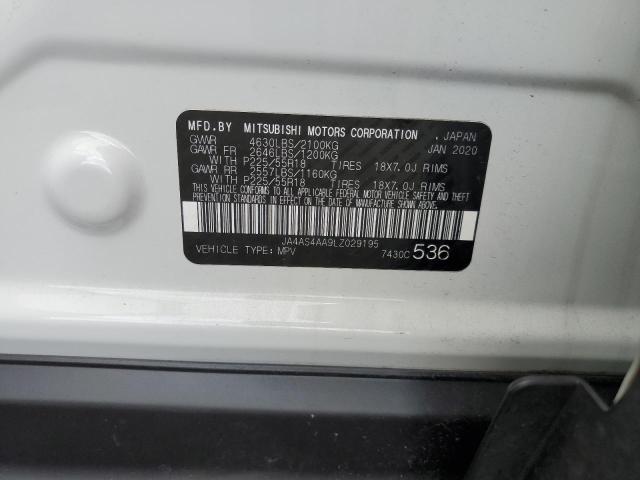 MFD.BY MITSUBISHI MOTORS CORPORATION , JAPAN
GVWR 4630LBS/2100KG JAN 2020
GAWR FR 2646LBS/1200KG
WITH P225/55R18 TIRES 18X7.0J RIMS
GAWR RR 2557LBS/1160KG
WITH P225/55R18 TIRES 18X7.0J RIMS
THIS VEHICLE CONFORMS TO ALL APPLICABLE
FEDERAL MOTOR VEHICLE SAFETY AND THEFT
PREVENTION STANDARDS IN EFFECT ON THE DATE
OF MANUFACTURE SHOWN ABOVE.
JA4AS4AA9LZ029195
VEHICLE TYPE: MPV 7430C 536